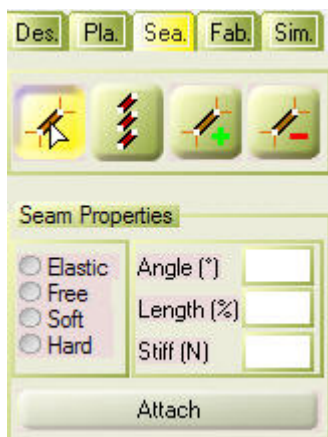 Des. Pla. Sea. Fab. Sim.
Seam Properties
Elastic
Free
Soft
Hard
Angle (°)
Length (%)
Stiff (N)
Attach